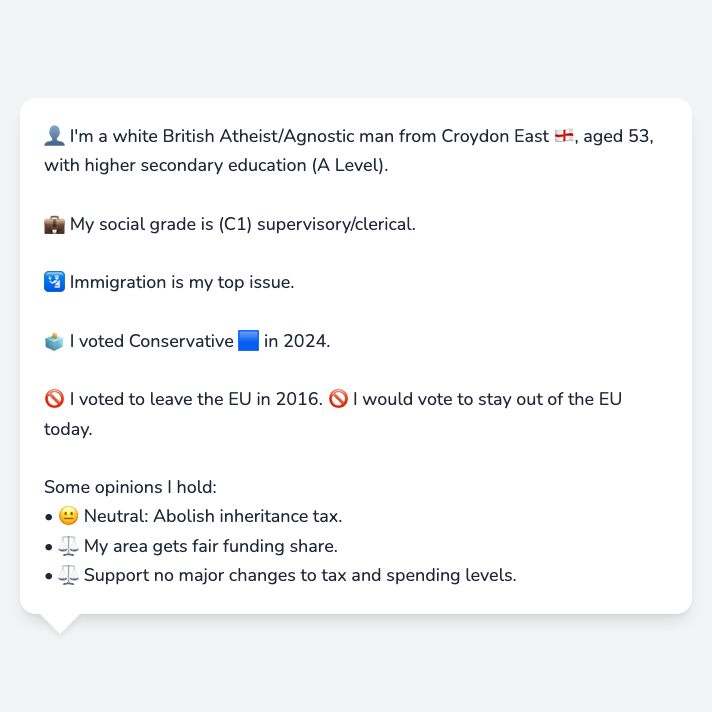 👤 I'm a white British Atheist/Agnostic man from Croydon East 🏴󠁧󠁢󠁥󠁮󠁧󠁿, aged 53,
with higher secondary education (A Level).
💼 My social grade is (C1) supervisory/clerical.
🛂 Immigration is my top issue.
🗳️ I voted Conservative 🟦 in 2024.
🚫 I voted to leave the EU in 2016. 🚫 I would vote to stay out of the EU
today.
Some opinions I hold:
• 😐 Neutral: Abolish inheritance tax.
• ⚖️ My area gets fair funding share.
• ⚖️ Support no major changes to tax and spending levels.